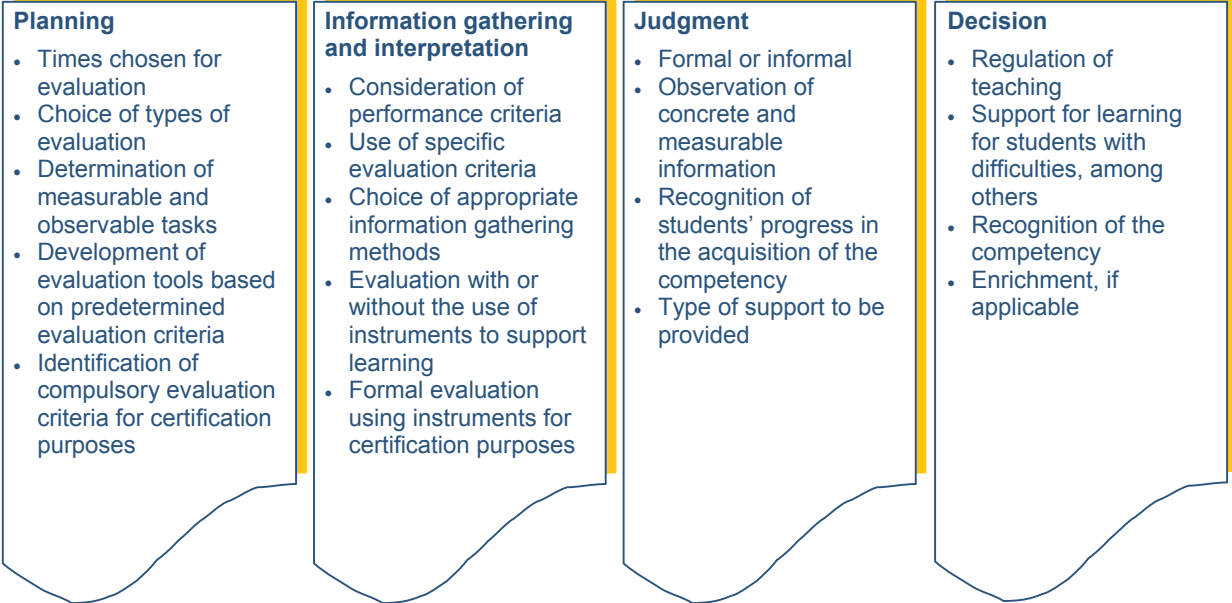 Planning
• Times chosen for
evaluation
• Choice of types of
evaluation
• Determination of
measurable and
observable tasks
• Development of
evaluation tools based
on predetermined
evaluation criteria
• Identification of
compulsory evaluation
criteria for certification
purposes
Information gathering
and interpretation
• Consideration of
performance criteria
• Use of specific
evaluation criteria
• Choice of appropriate
information gathering
methods
• Evaluation with or
without the use of
instruments to support
learning
• Formal evaluation
using instruments for
certification purposes
Judgment
• Formal or informal
• Observation of
concrete and
measurable
information
• Recognition of
students’ progress in
the acquisition of the
competency
• Type of support to be
provided
Decision
• Regulation of
teaching
• Support for learning
for students with
difficulties, among
others
• Recognition of the
competency
• Enrichment, if
applicable